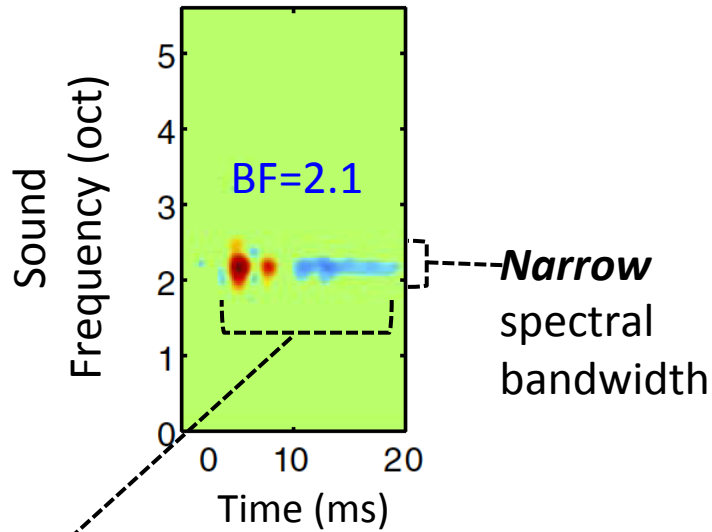 Sound
Frequency (oct)
5
4
3
2
1
0
BF=2.1
Narrow
spectral
bandwidth
0 10 20
Time (ms)